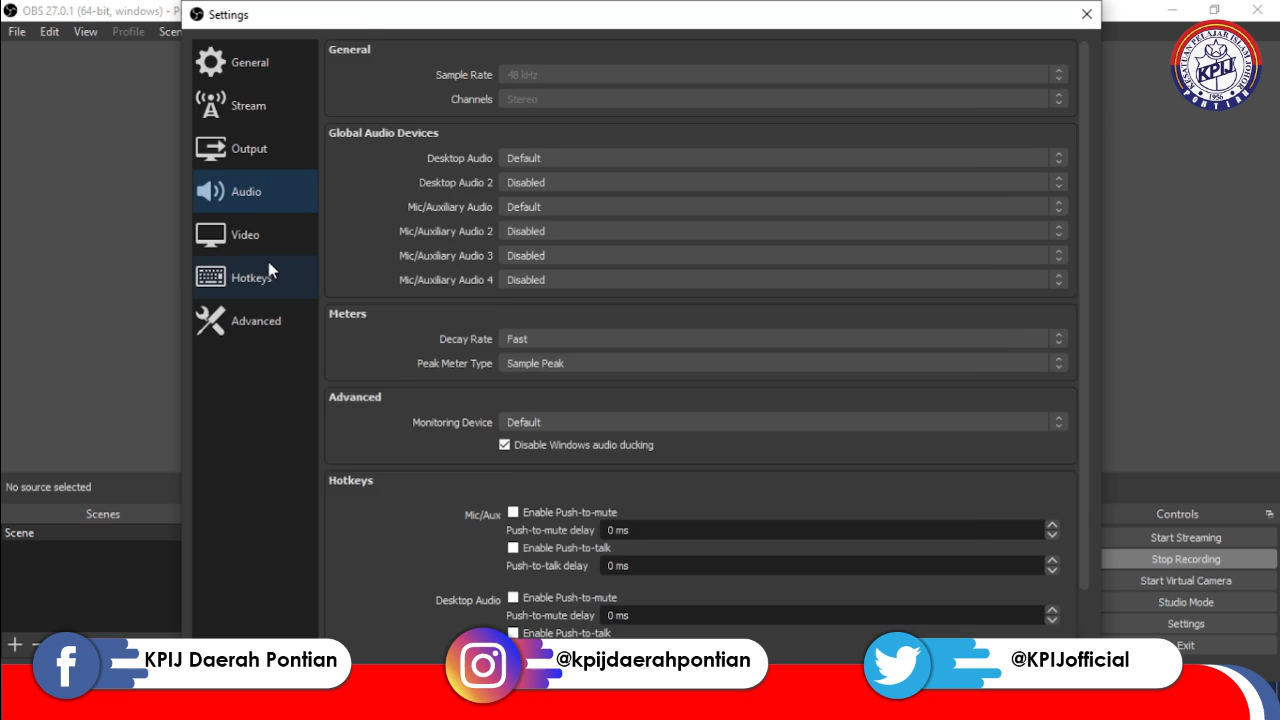 OBS 27.0.1 (64-bit, windows) - P
Settings
File Edit View Profile Scen
General
Stream
Output
Audio
Video
Hotkeys
Advanced
General
Sample Rate 48 kHz
Channels Stereo
Global Audio Devices
Desktop Audio Default
Desktop Audio 2 Disabled
Mic/Auxiliary Audio Default
Mic/Auxiliary Audio 2 Disabled
Mic/Auxiliary Audio 3 Disabled
Mic/Auxiliary Audio 4 Disabled
Meters
Decay Rate Fast
Peak Meter Type Sample Peak
Advanced
Monitoring Device Default
Disable Windows audio ducking
Hotkeys
Mic/Aux Enable Push-to-mute
Push-to-mute delay 0 ms
Enable Push-to-talk
Push-to-talk delay 0 ms
Desktop Audio Enable Push-to-mute
Push-to-mute delay 0 ms
Enable Push-to-talk
No source selected
Scenes
Scene
Controls
Start Streaming
Stop Recording
Start Virtual Camera
Studio Mode
Settings
Exit
KESATUAN PELAJAR ISLAM JOHOR
KPIJ
1956
PONTIAN
KPIJ Daerah Pontian
@kpijdaerahpontian
@KPIJofficial